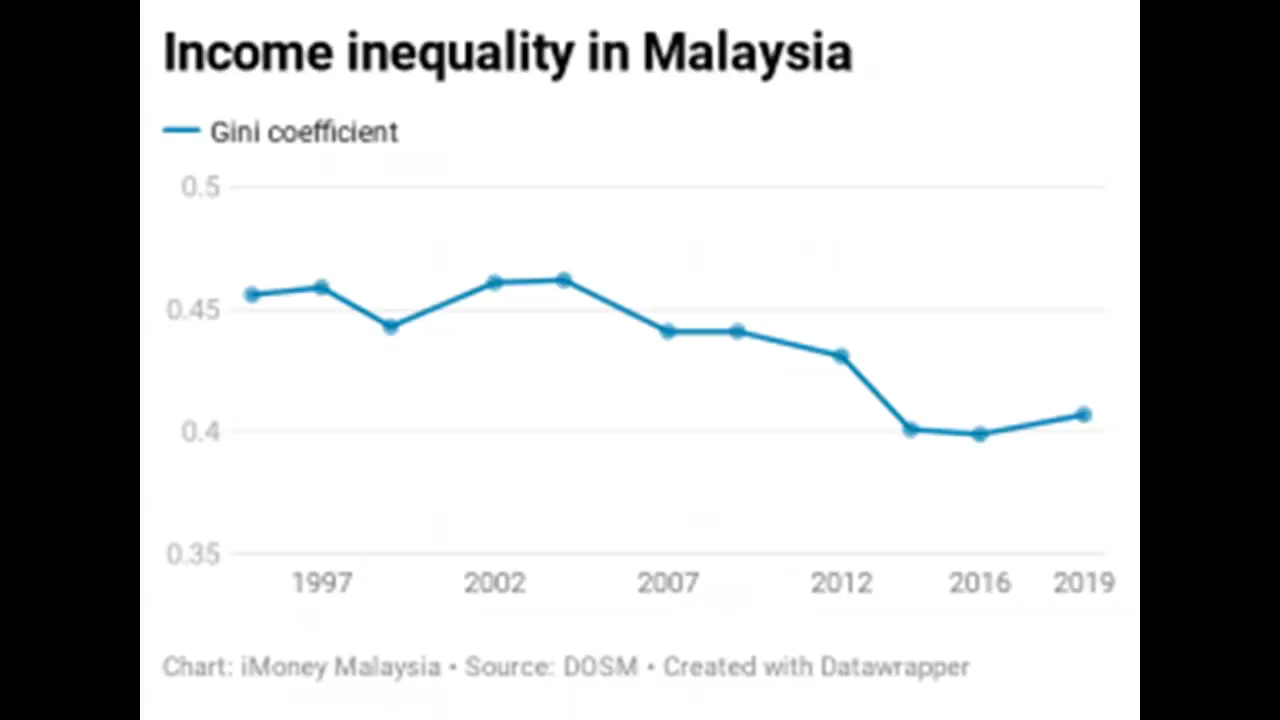 Income inequality in Malaysia
Gini coefficient
0.5
0.45
0.4
0.35
1997 2002 2007 2012 2016 2019
Chart: iMoney Malaysia • Source: DOSM • Created with Datawrapper